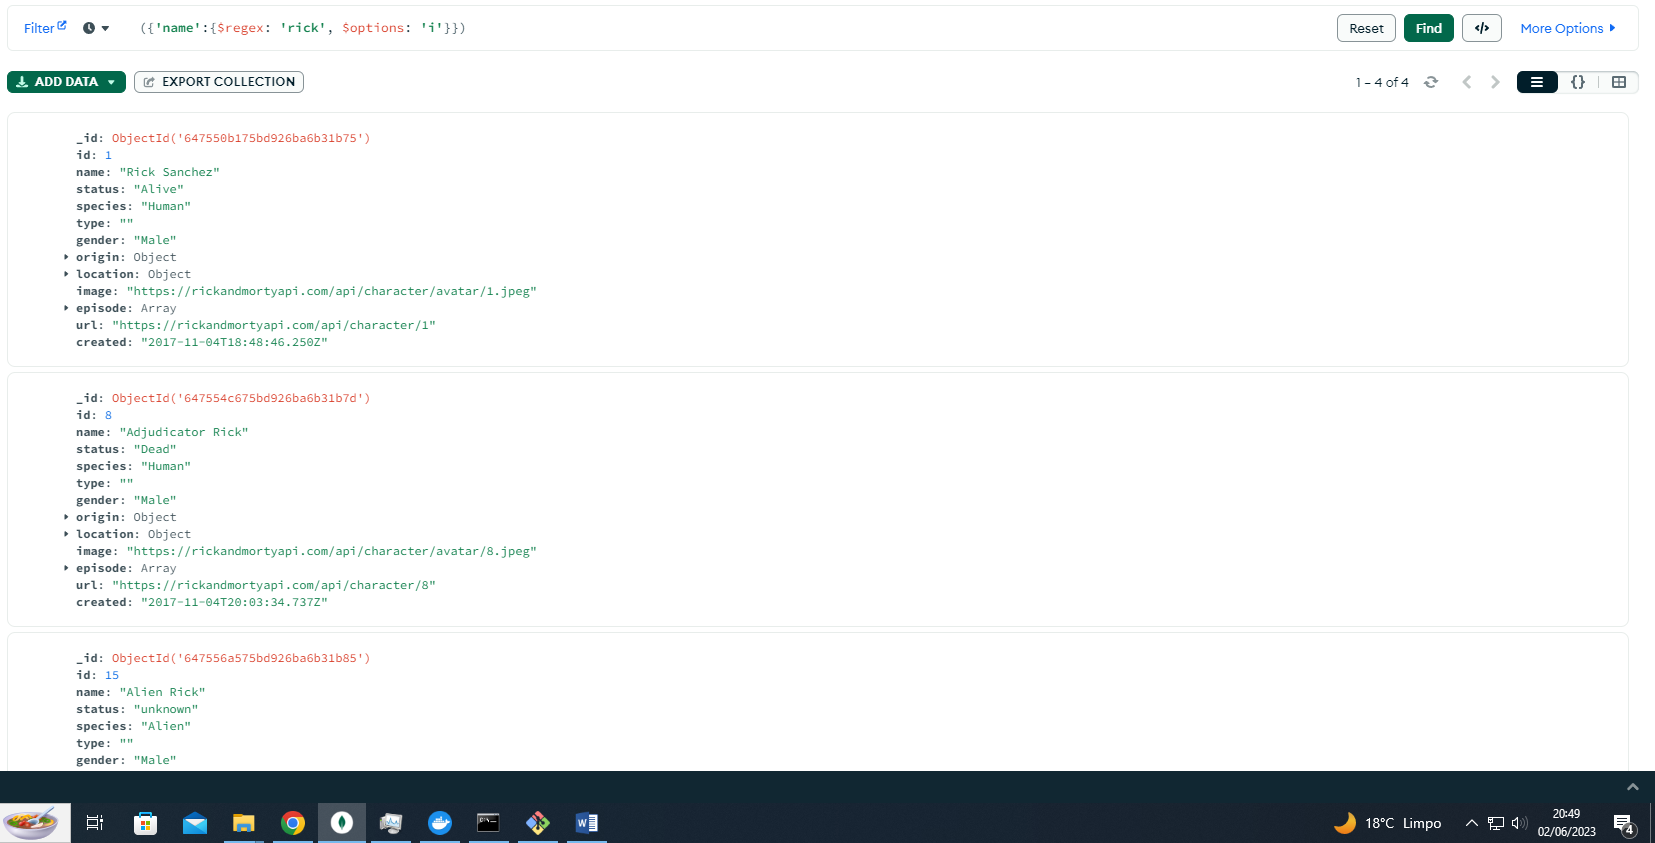 Filter ({'name':{$regex: 'rick', $options: 'i'}}) Reset Find </> More Options
ADD DATA EXPORT COLLECTION 1 – 4 of 4 {}
_id: ObjectId('647550b175bd926ba6b31b75')
id: 1
name: "Rick Sanchez"
status: "Alive"
species: "Human"
type: ""
gender: "Male"
origin: Object
location: Object
image: "https://rickandmortyapi.com/api/character/avatar/1.jpeg"
episode: Array
url: "https://rickandmortyapi.com/api/character/1"
created: "2017-11-04T18:48:46.250Z"
_id: ObjectId('647554c675bd926ba6b31b7d')
id: 8
name: "Adjudicator Rick"
status: "Dead"
species: "Human"
type: ""
gender: "Male"
origin: Object
location: Object
image: "https://rickandmortyapi.com/api/character/avatar/8.jpeg"
episode: Array
url: "https://rickandmortyapi.com/api/character/8"
created: "2017-11-04T20:03:34.737Z"
_id: ObjectId('647556a575bd926ba6b31b85')
id: 15
name: "Alien Rick"
status: "unknown"
species: "Alien"
type: ""
gender: "Male"
18°C Limpo
20:49
02/06/2023
4